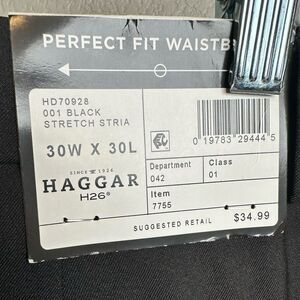 PERFECT FIT WAISTB
HD70928
001 BLACK
STRETCH STRIA
30W X 30L
SINCE 1926
HAGGAR
H26®
0 19783 29444 5
Department
042
Class
01
Item
7755
$34.99
SUGGESTED RETAIL